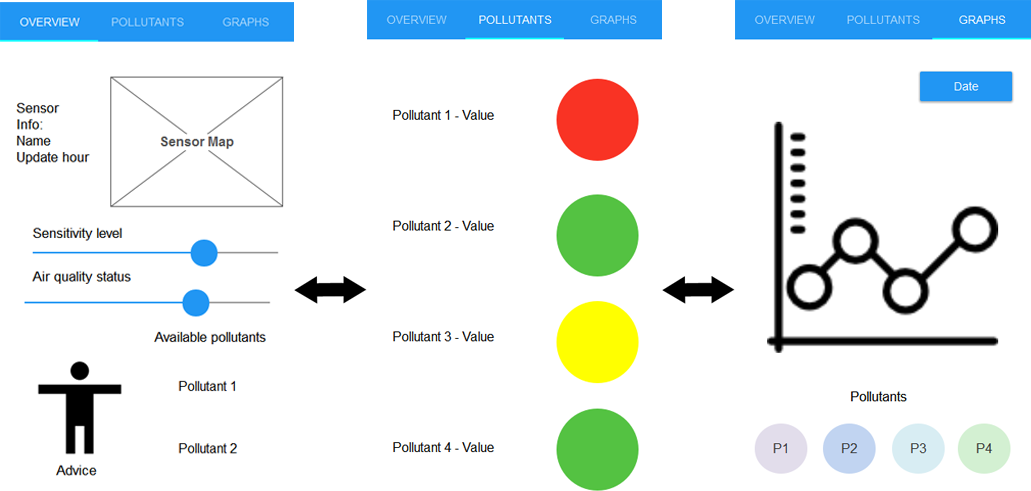 OVERVIEW POLLUTANTS GRAPHS
Sensor
Info:
Name
Update hour
Sensor Map
Sensitivity level
Air quality status
Available pollutants
Pollutant 1
Pollutant 2
Advice
OVERVIEW POLLUTANTS GRAPHS
Pollutant 1 - Value
Pollutant 2 - Value
Pollutant 3 - Value
Pollutant 4 - Value
OVERVIEW POLLUTANTS GRAPHS
Date
Pollutants
P1 P2 P3 P4